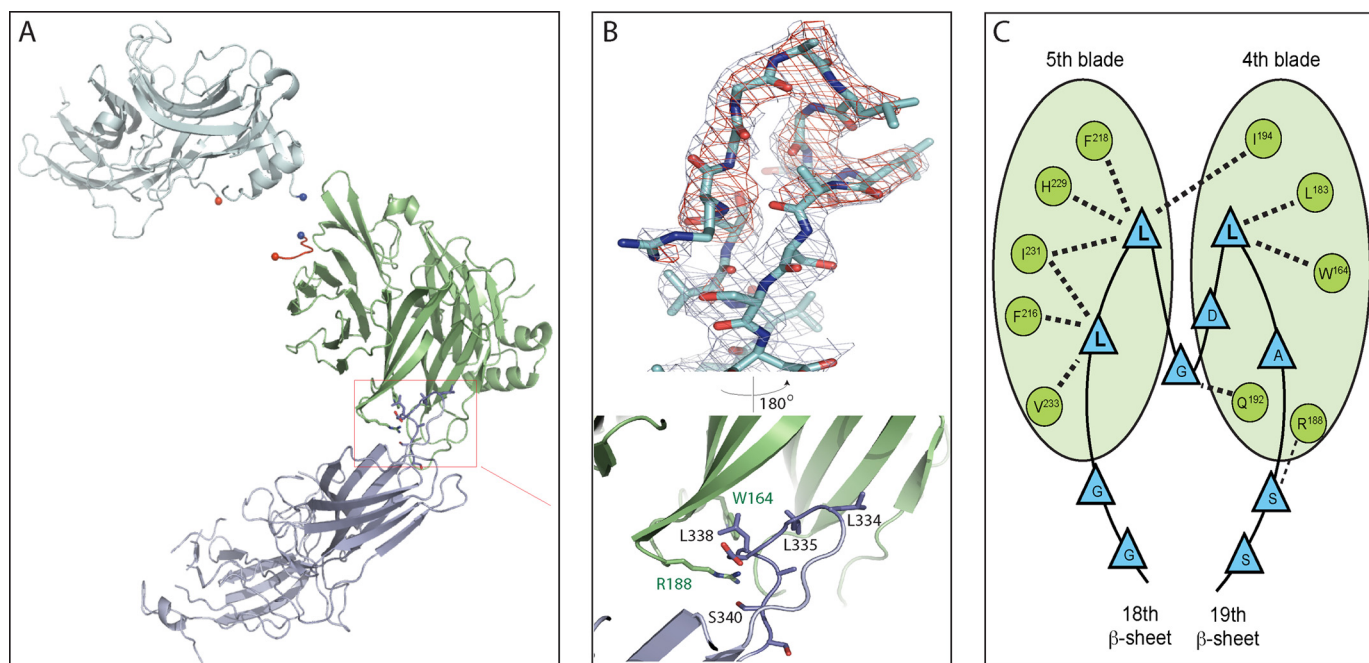 A
B
180°
W164
L338
L335
L334
R188
S340
C
5th blade
4th blade
F218
I194
H229
L183
L
L
I231
W164
F216
D
L
A
G
V233
Q192
R188
G
S
G
S
18th
β-sheet
19th
β-sheet